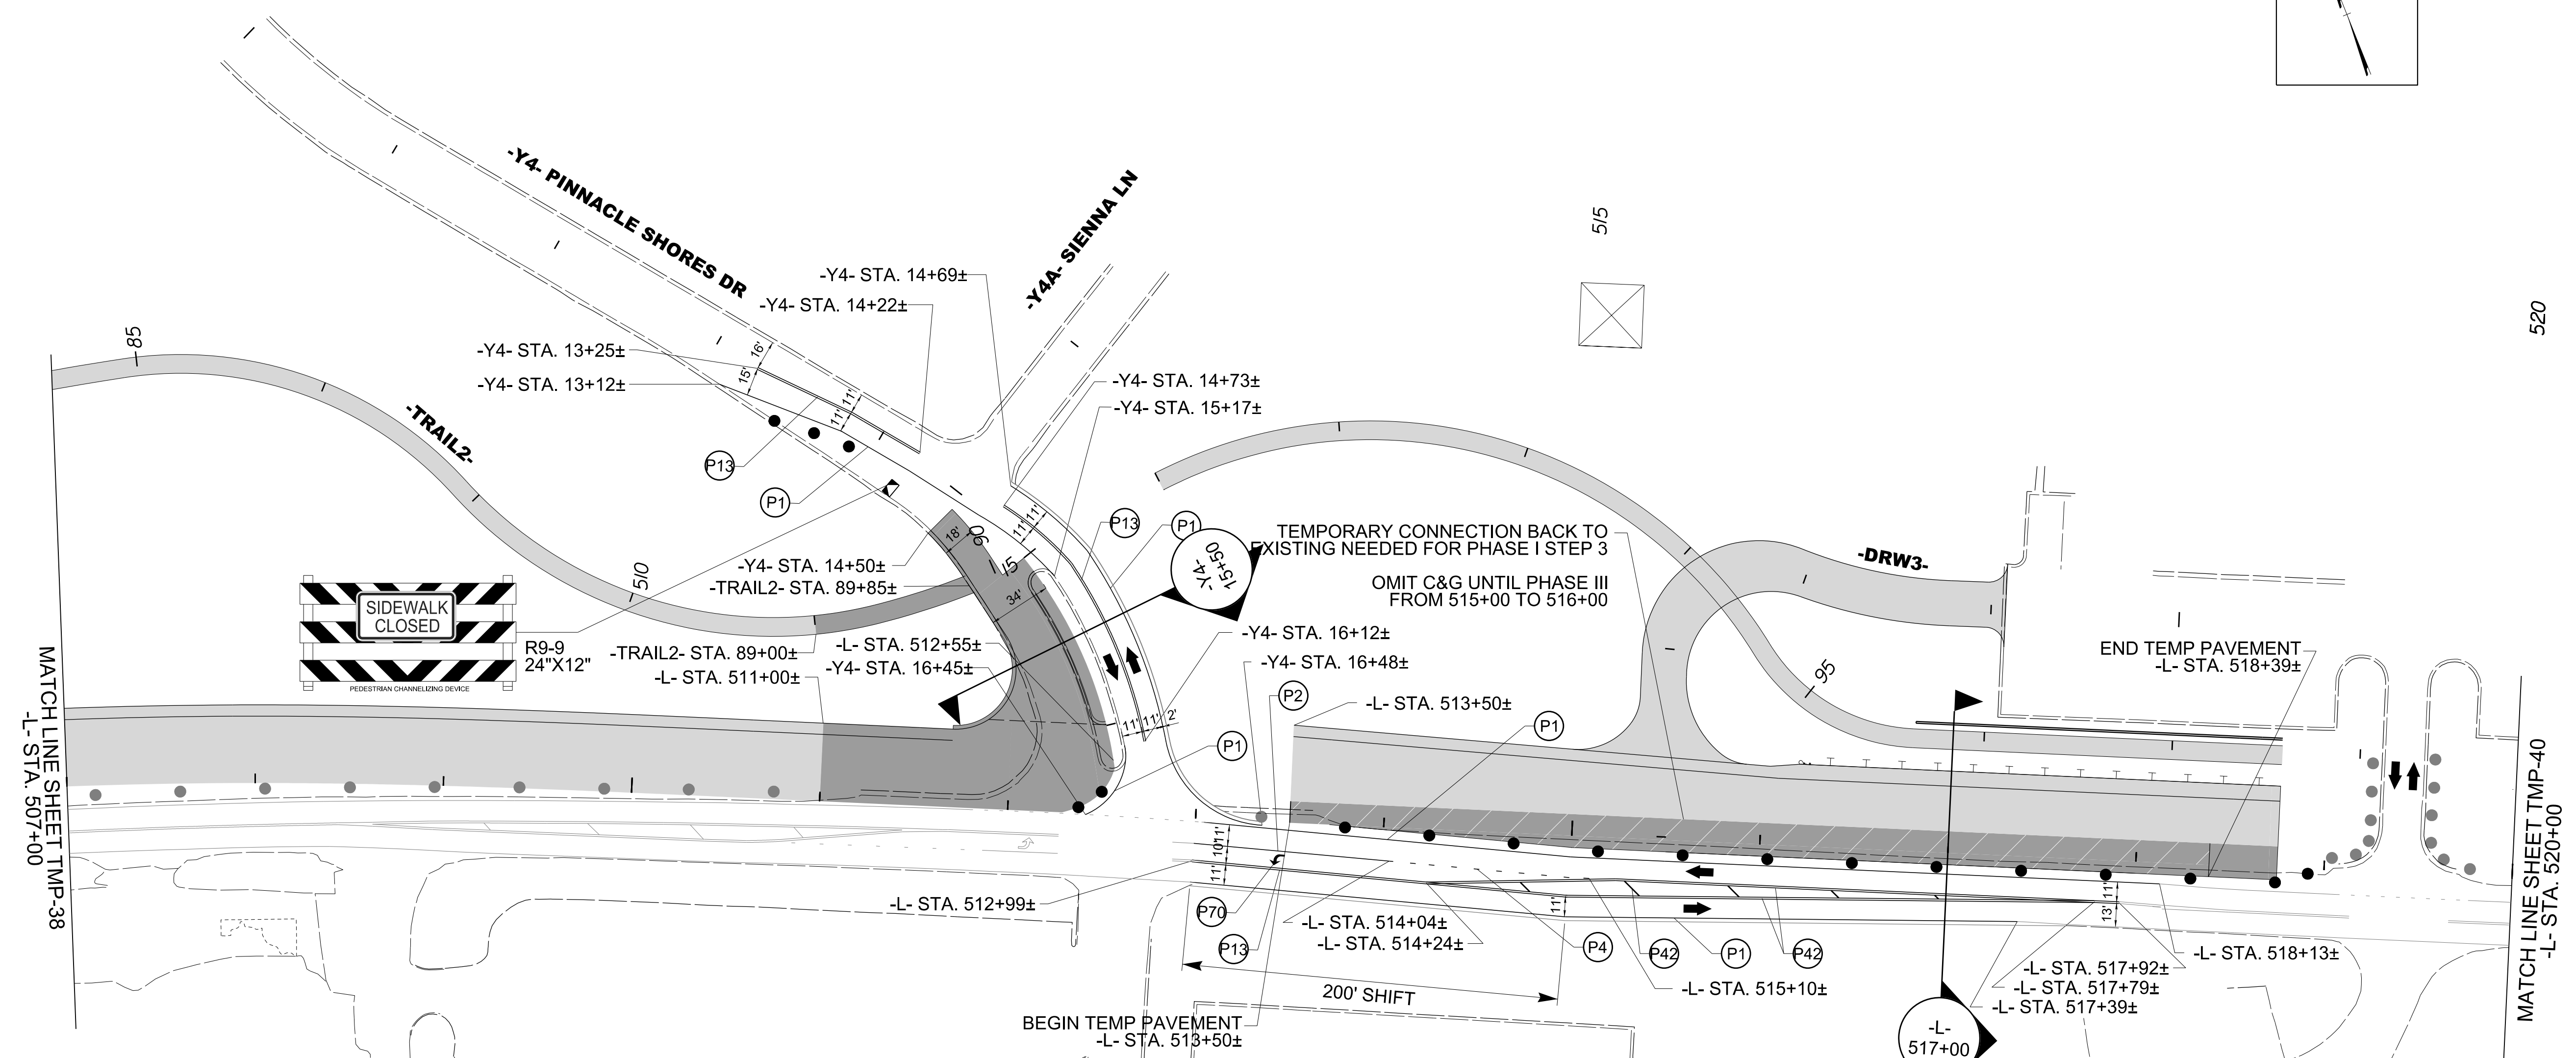 -Y4- PINNACLE SHORES DR
-Y4A- SIENNA LN
515
520
-Y4- STA. 14+69±
-Y4- STA. 14+22±
-Y4- STA. 13+25±
-Y4- STA. 13+12±
16'
15'
11'
11'
85
-TRAIL2-
-Y4- STA. 14+73±
-Y4- STA. 15+17±
P13
P1
11'
11'
P13
P1
-Y4-
15+50
TEMPORARY CONNECTION BACK TO
EXISTING NEEDED FOR PHASE I STEP 3
OMIT C&G UNTIL PHASE III
FROM 515+00 TO 516+00
-DRW3-
18'
90
15
34'
-Y4- STA. 14+50±
-TRAIL2- STA. 89+85±
510
SIDEWALK
CLOSED
R9-9
24"X12"
PEDESTRIAN CHANNELIZING DEVICE
-TRAIL2- STA. 89+00±
-L- STA. 512+55±
-Y4- STA. 16+45±
-L- STA. 511+00±
-Y4- STA. 16+12±
-Y4- STA. 16+48±
P2
-L- STA. 513+50±
P1
P1
11'
11'
2'
95
END TEMP PAVEMENT
-L- STA. 518+39±
MATCH LINE SHEET TMP-38
-L- STA. 507+00
MATCH LINE SHEET TMP-40
-L- STA. 520+00
11'
10'
11'
-L- STA. 512+99±
P70
P13
-L- STA. 514+04±
-L- STA. 514+24±
11'
P4
P42
P1
P42
-L- STA. 515+10±
11'
13'
-L- STA. 518+13±
-L- STA. 517+92±
-L- STA. 517+79±
-L- STA. 517+39±
200' SHIFT
BEGIN TEMP PAVEMENT
-L- STA. 513+50±
-L-
517+00